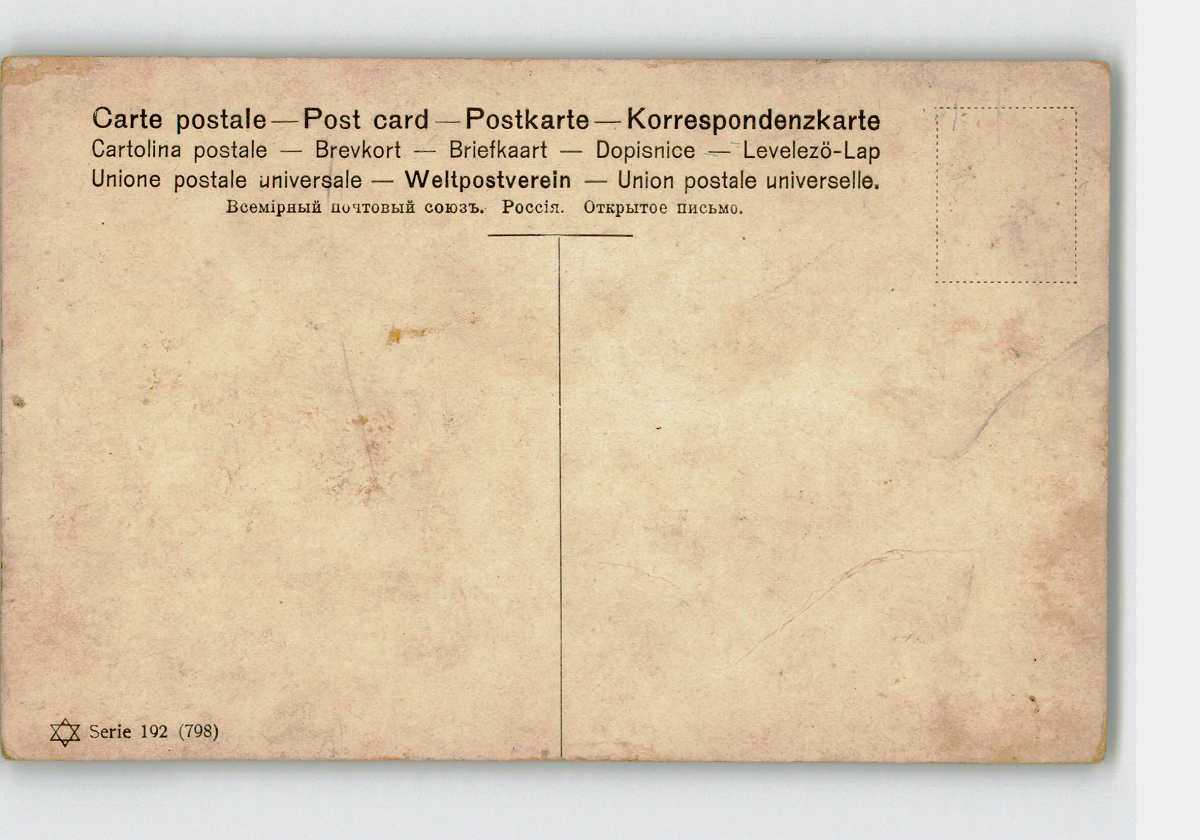 Carte postale — Post card — Postkarte — Korrespondenzkarte
Cartolina postale — Brevkort — Briefkaart — Dopisnice — Levelezö-Lap
Unione postale universale — Weltpostverein — Union postale universelle.
Всемірный почтовый союзъ. Россія. Открытое письмо.
Serie 192 (798)